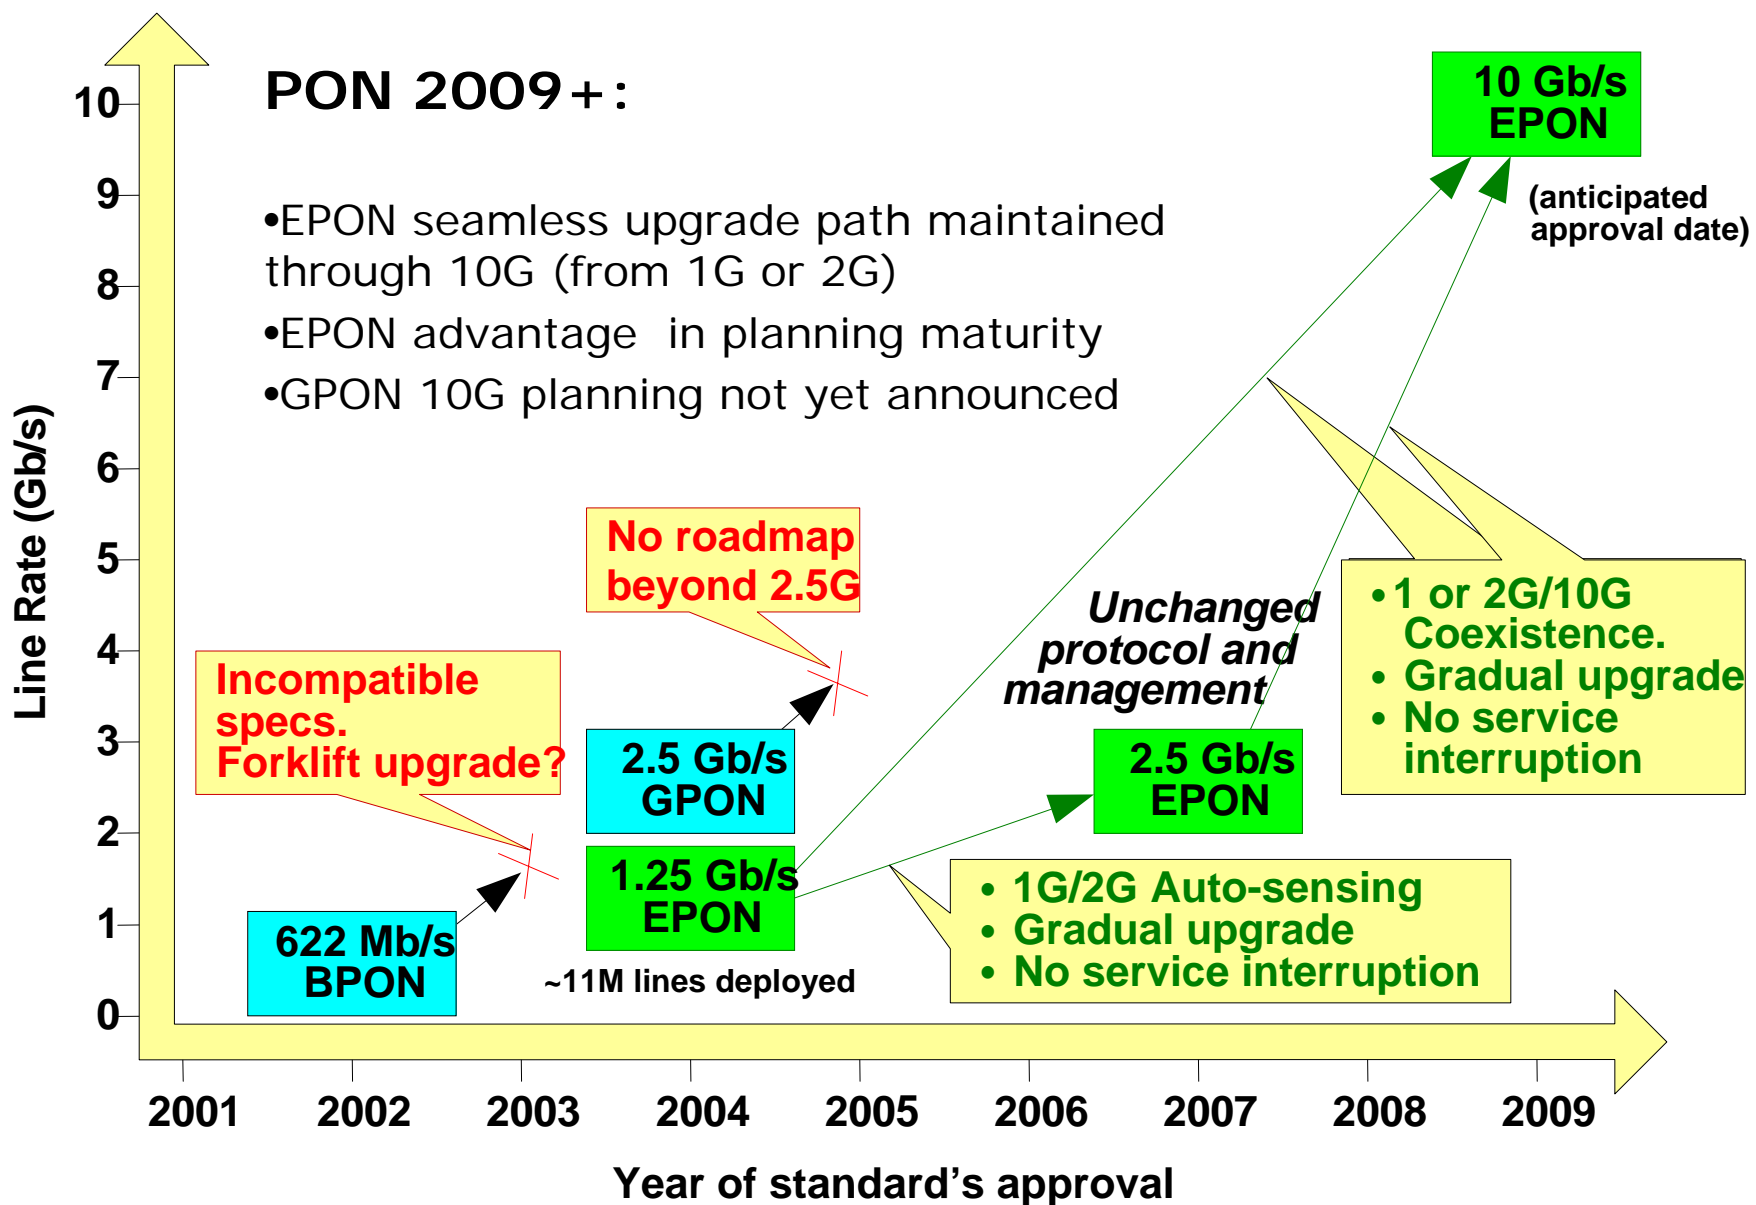 PON 2009+:
•EPON seamless upgrade path maintained
through 10G (from 1G or 2G)
•EPON advantage in planning maturity
•GPON 10G planning not yet announced
10 Gb/s
EPON
(anticipated
approval date)
Line Rate (Gb/s)
10
9
8
7
6
5
4
3
2
1
0
No roadmap
beyond 2.5G
Incompatible
specs.
Forklift upgrade?
Unchanged
protocol and
management
• 1 or 2G/10G
Coexistence.
• Gradual upgrade
• No service
interruption
2.5 Gb/s
GPON
2.5 Gb/s
EPON
1.25 Gb/s
EPON
622 Mb/s
BPON
~11M lines deployed
• 1G/2G Auto-sensing
• Gradual upgrade
• No service interruption
2001 2002 2003 2004 2005 2006 2007 2008 2009
Year of standard's approval